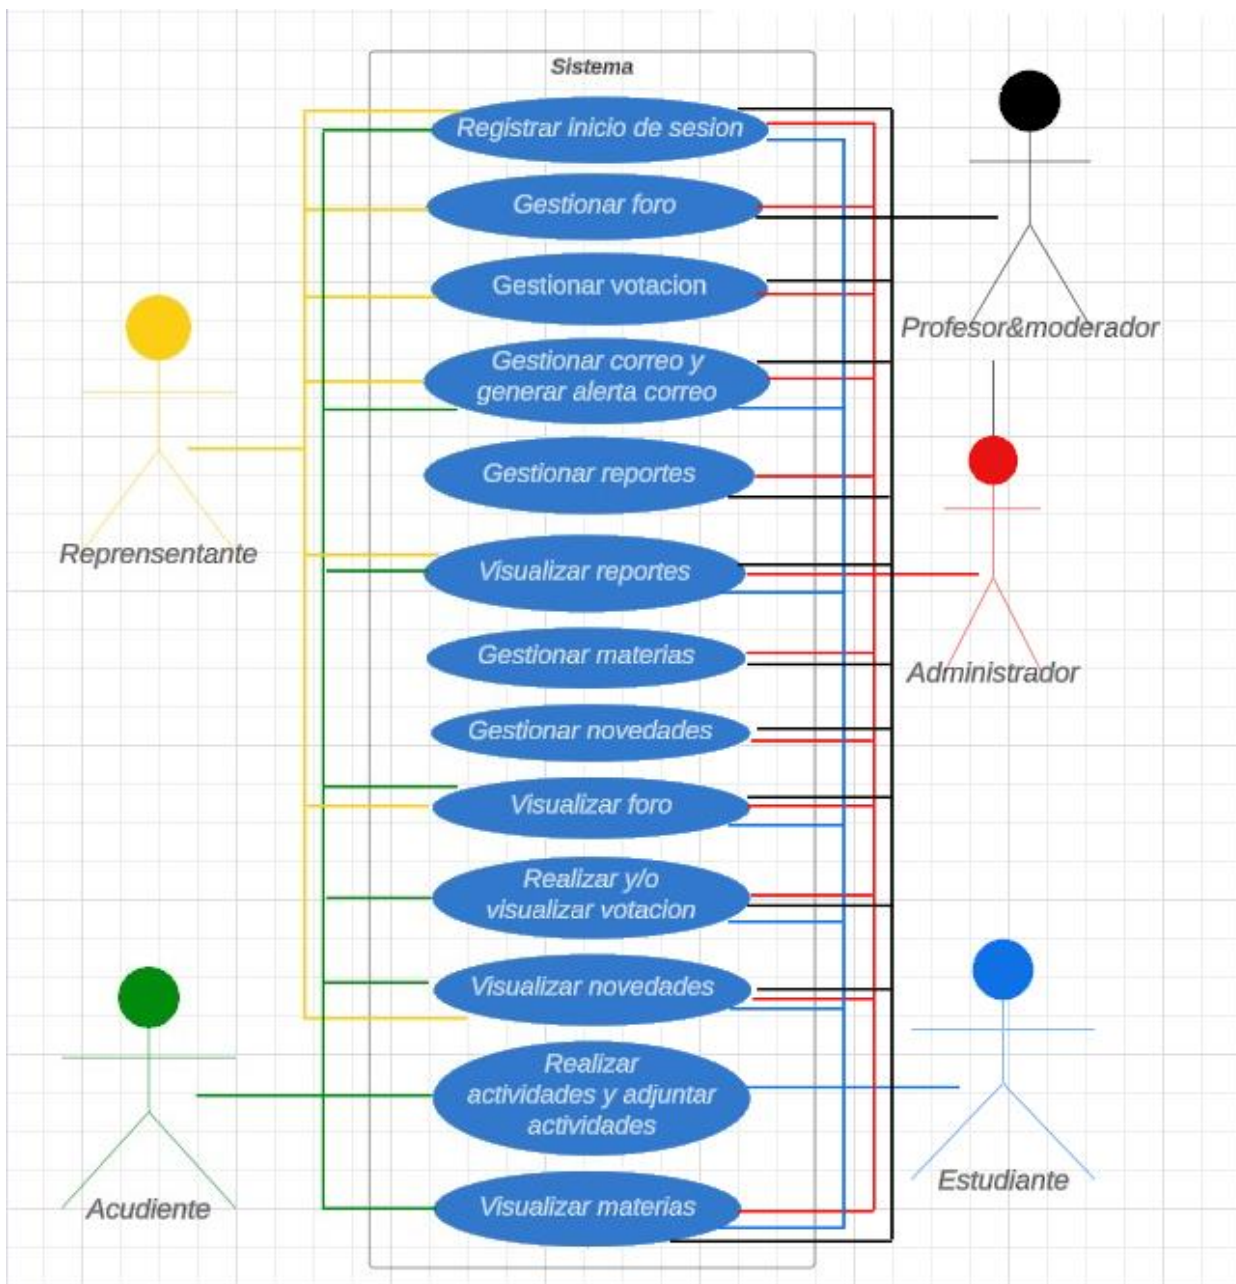 Sistema
Registrar inicio de sesion
Gestionar foro
Gestionar votacion
Gestionar correo y
generar alerta correo
Gestionar reportes
Visualizar reportes
Gestionar materias
Gestionar novedades
Visualizar foro
Realizar y/o
visualizar votacion
Visualizar novedades
Realizar
actividades y adjuntar
actividades
Visualizar materias
Reprensentante
Acudiente
Profesor&moderador
Administrador
Estudiante